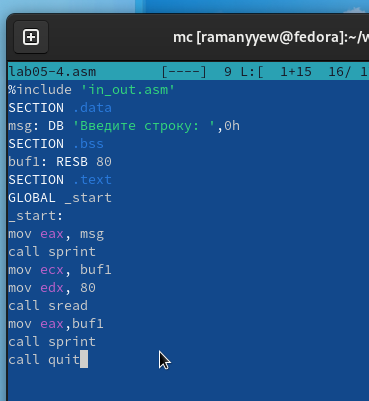 mc [ramanyyew@fedora]:~/w
lab05-4.asm [----] 9 L:[ 1+15 16/ 1
%include 'in_out.asm'
SECTION .data
msg: DB 'Введите строку: ',0h
SECTION .bss
buf1: RESB 80
SECTION .text
GLOBAL _start
_start:
mov eax, msg
call sprint
mov ecx, buf1
mov edx, 80
call sread
mov eax,buf1
call sprint
call quit